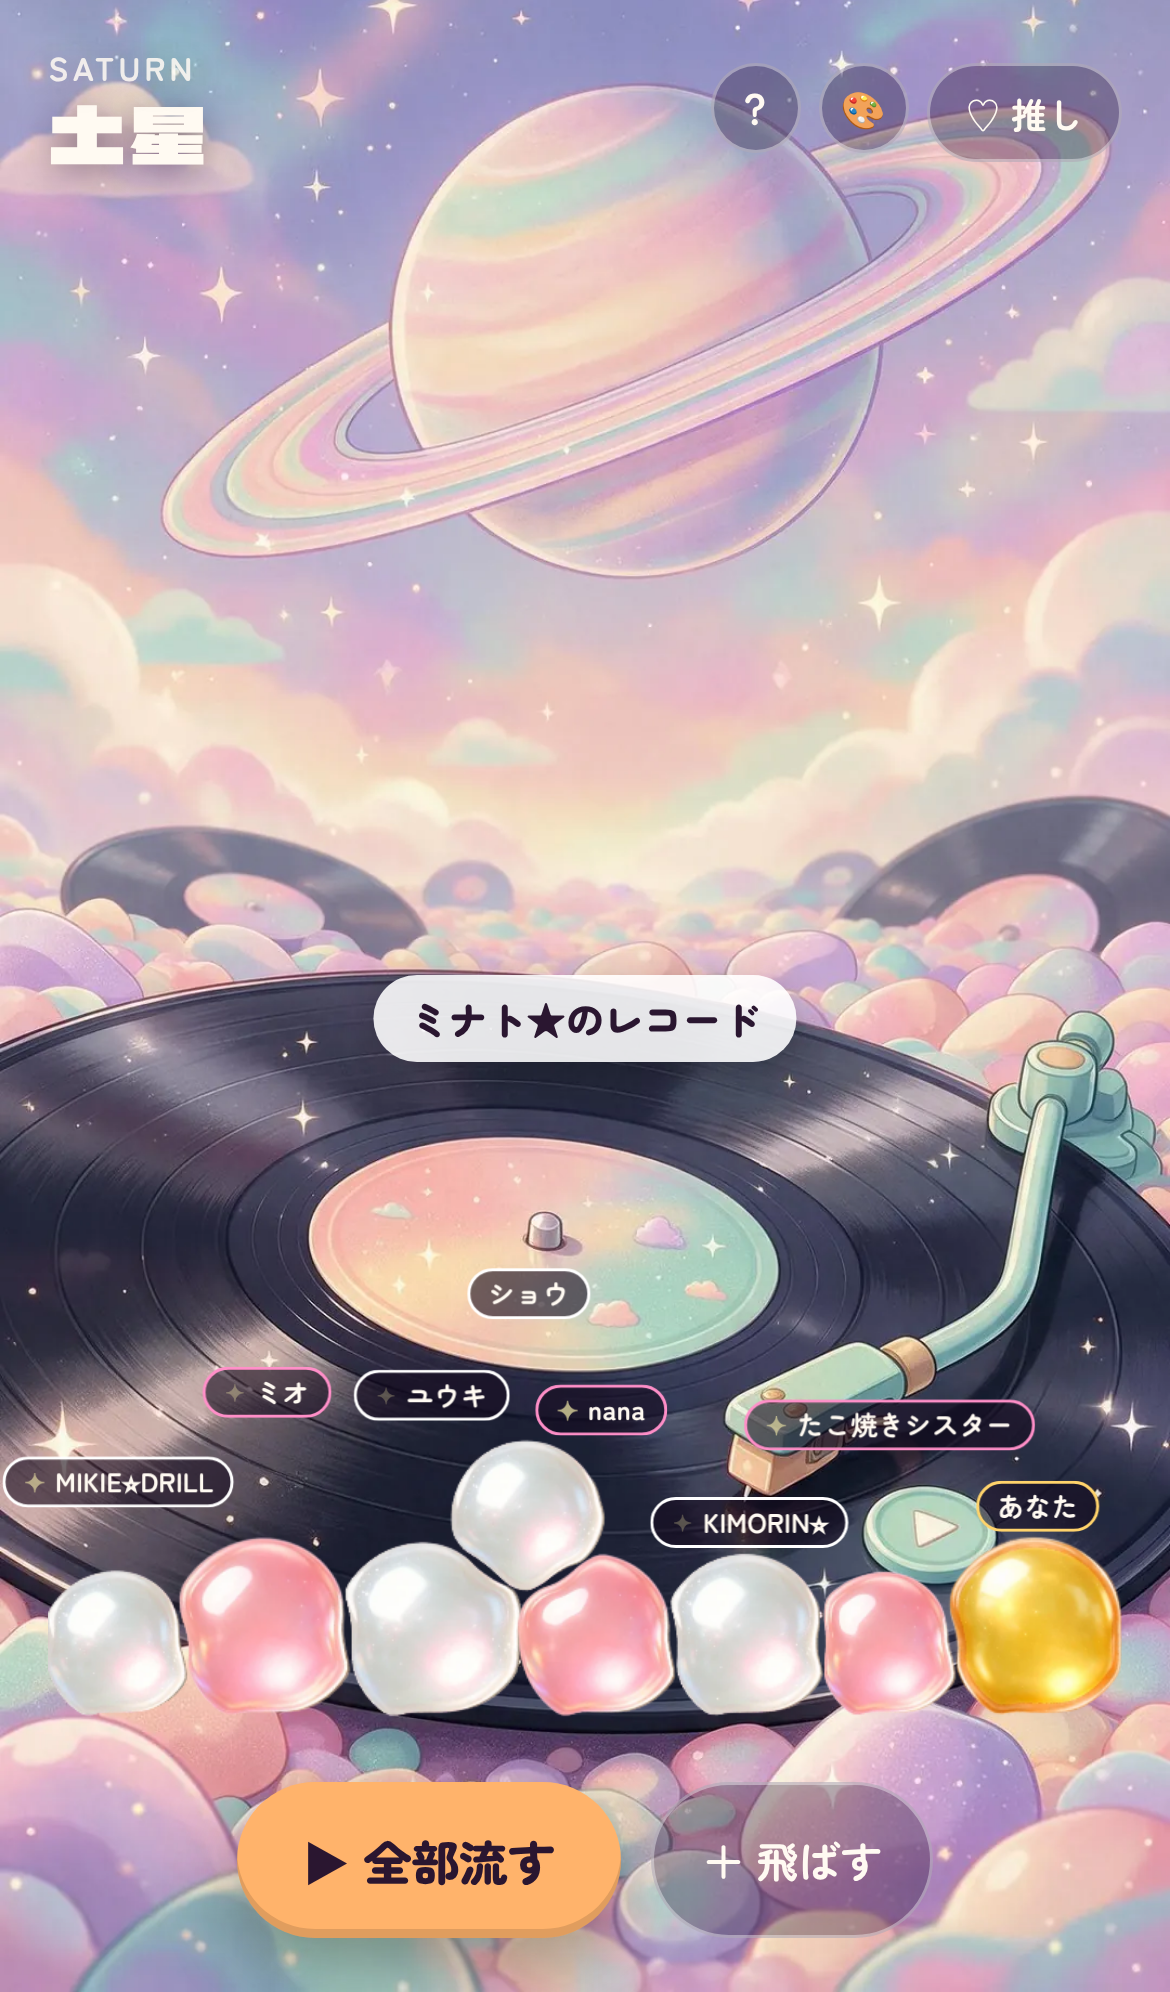 SATURN
土星
?
♡ 推し
ミナト★のレコード
ショウ
✦ ミオ
✦ ユウキ
✦ nana
✦ たこ焼きシスター
✦ MIKIE★DRILL
✦ KIMORIN★
あなた
▶ 全部流す
＋ 飛ばす